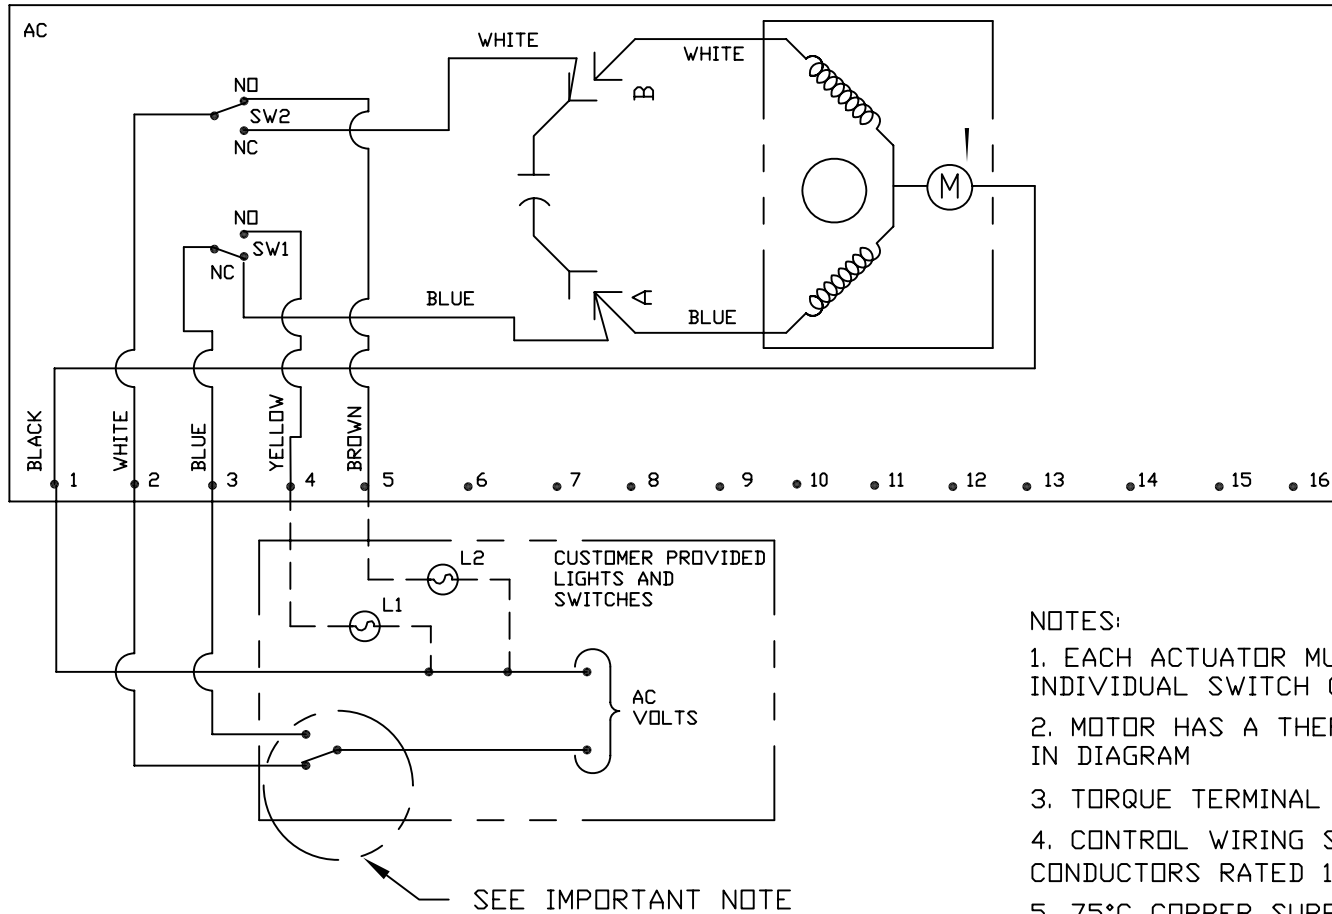 AC
WHITE
WHITE
B
NO
SW2
NC
NO
SW1
NC
M
A
BLUE
BLUE
BLACK
WHITE
BLUE
YELLOW
BROWN
1 2 3 4 5 6 7 8 9 10 11 12 13 14 15 16
L2
L1
CUSTOMER PROVIDED
LIGHTS AND
SWITCHES
AC
VOLTS
SEE IMPORTANT NOTE
NOTES:
1. EACH ACTUATOR
INDIVIDUAL SWITCH
2. MOTOR HAS A
IN DIAGRAM
3. TORQUE TERMINAL
4. CONTROL WIRING
CONDUCTORS RATED
5. 75°C COPPER